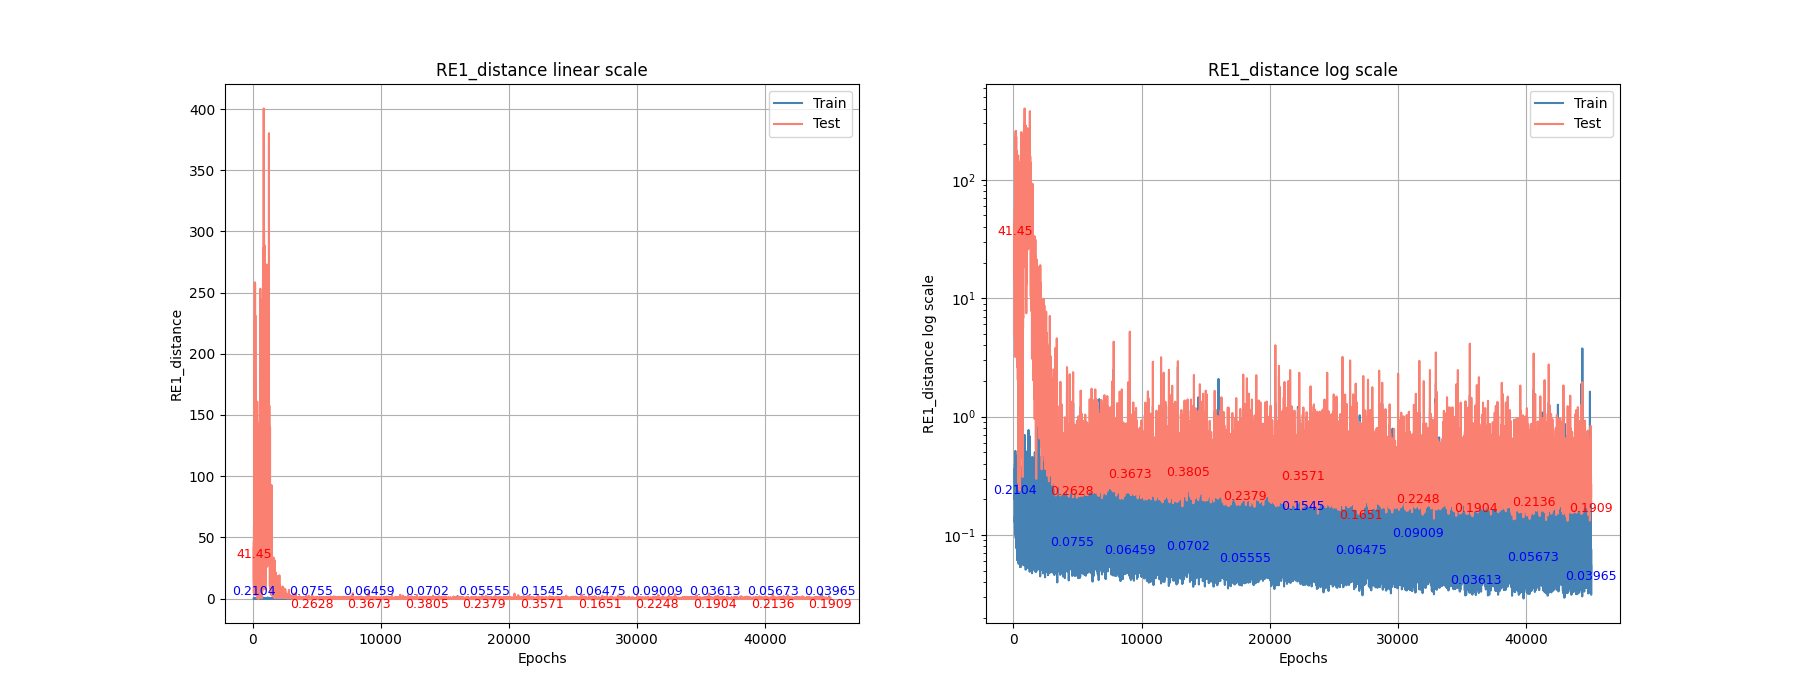 RE1_distance linear scale
RE1_distance
400
350
300
250
200
150
100
50
0
Train
Test
41.45
0.2104 0.0755 0.06459 0.0702 0.05555 0.1545 0.06475 0.09009 0.03613 0.05673 0.03965
0.2628 0.3673 0.3805 0.2379 0.3571 0.1651 0.2248 0.1904 0.2136 0.1909
0 10000 20000 30000 40000
Epochs
RE1_distance log scale
RE1_distance log scale
10²
10¹
10⁰
10⁻¹
Train
Test
41.45
0.3673 0.3805 0.3571
0.2104 0.2628 0.2379 0.2248 0.2136
0.1545 0.1651 0.1904 0.1909
0.0755 0.06459 0.0702 0.05555 0.06475 0.09009 0.03613 0.05673 0.03965
0 10000 20000 30000 40000
Epochs